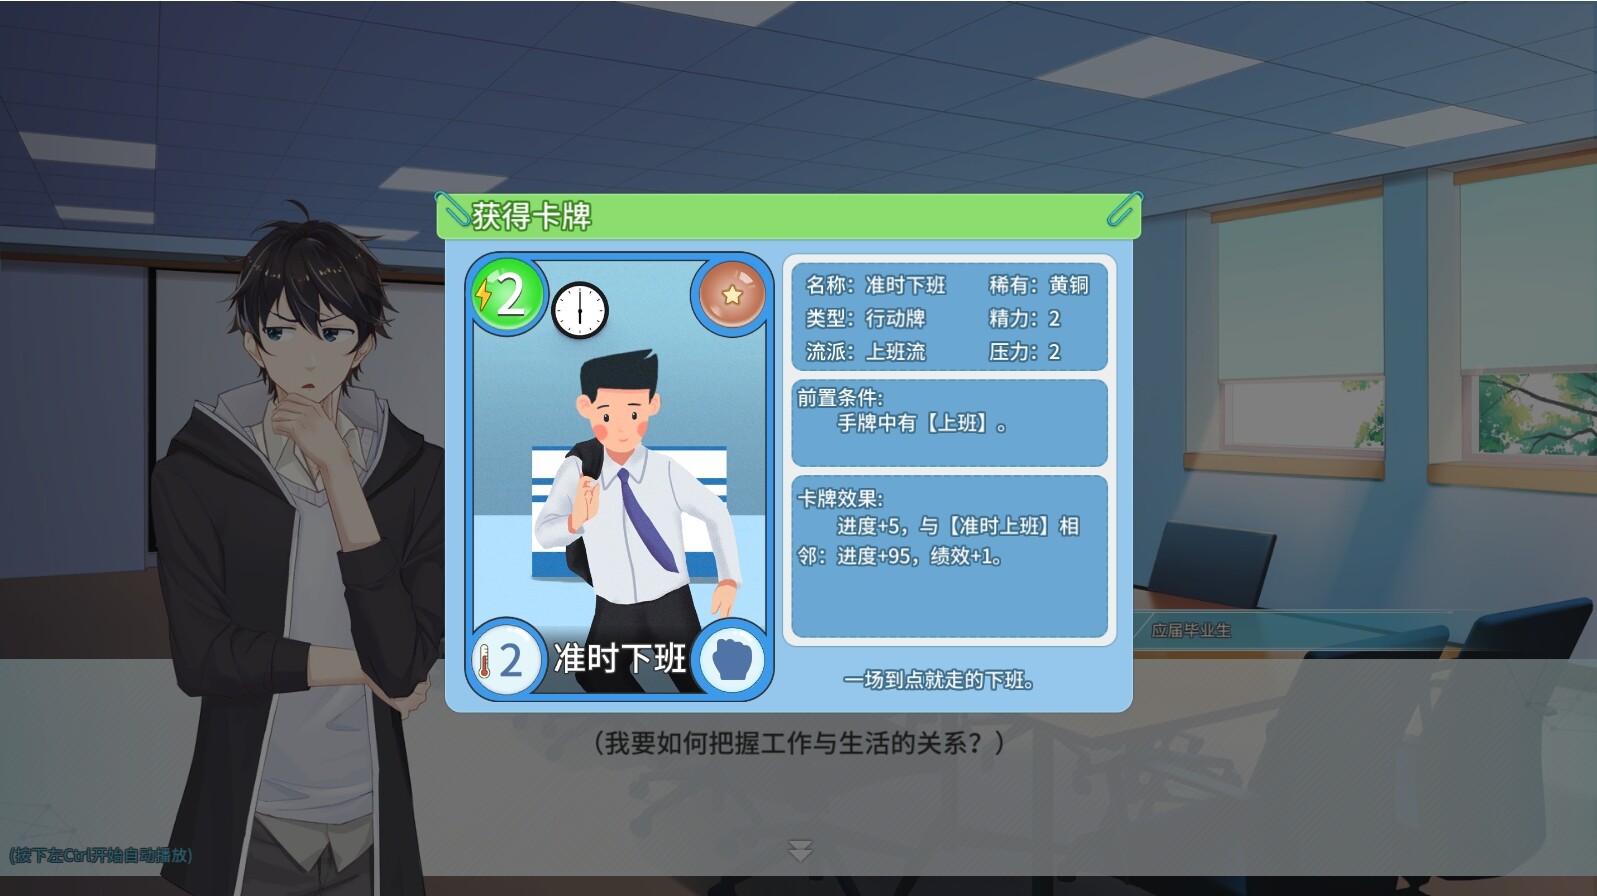 获得卡牌
2
2
准时下班
名称：准时下班 稀有：黄铜
类型：行动牌 精力：2
流派：上班流 压力：2
前置条件:
手牌中有【上班】。
卡牌效果:
进度+5，与【准时上班】相
邻：进度+95，绩效+1。
一场到点就走的下班。
应届毕业生
（我要如何把握工作与生活的关系？）
(按下左Ctrl开始自动播放)